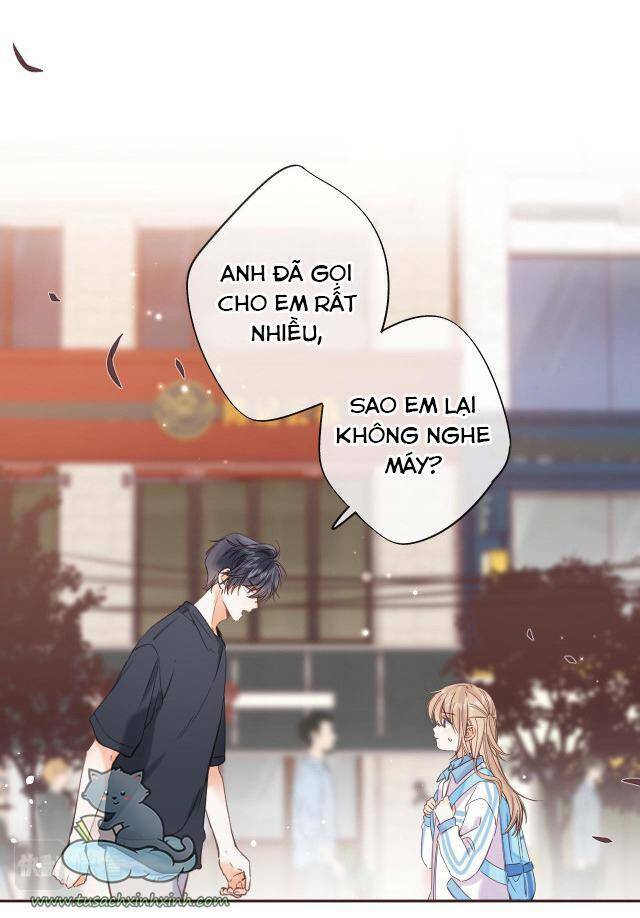 ANH ĐÃ GỌI
CHO EM RẤT
NHIỀU,
SAO EM LẠI
KHÔNG NGHE
MÁY?
www.tusachxinhxinh.com